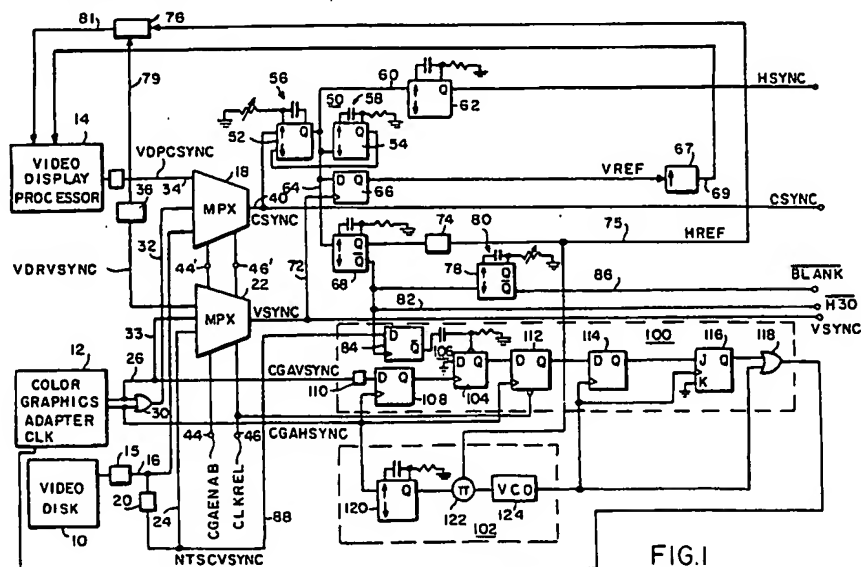 81
76
79
56
58
50
60
62
HSYNC
52
54
14
VIDEO
DISPLAY
PROCESSOR
VDPCSYNC
34
18
MPX
CSYNC
40
64
D Q
66
VREF
67
69
CSYNC
36
32
74
75
HREF
80
Q
68
78
Q
Q
86
BLANK
VDRVSYNC
44'
46'
72
22
MPX
VSYNC
82
H30
VSYNC
33
12
26
COLOR
GRAPHICS
ADAPTER
CLK
30
CGAVSYNC
110
84
D
Q
106
D Q
104
D Q
108
112
D Q
114
D Q
100
116
J Q
K
118
CGAHSYNC
44
46
VIDEO
DISK
10
15
16
20
24
CGAENAB
CLKREL
88
120
Q
π
122
VCO
124
102
NTSCVSYNC
FIG.1